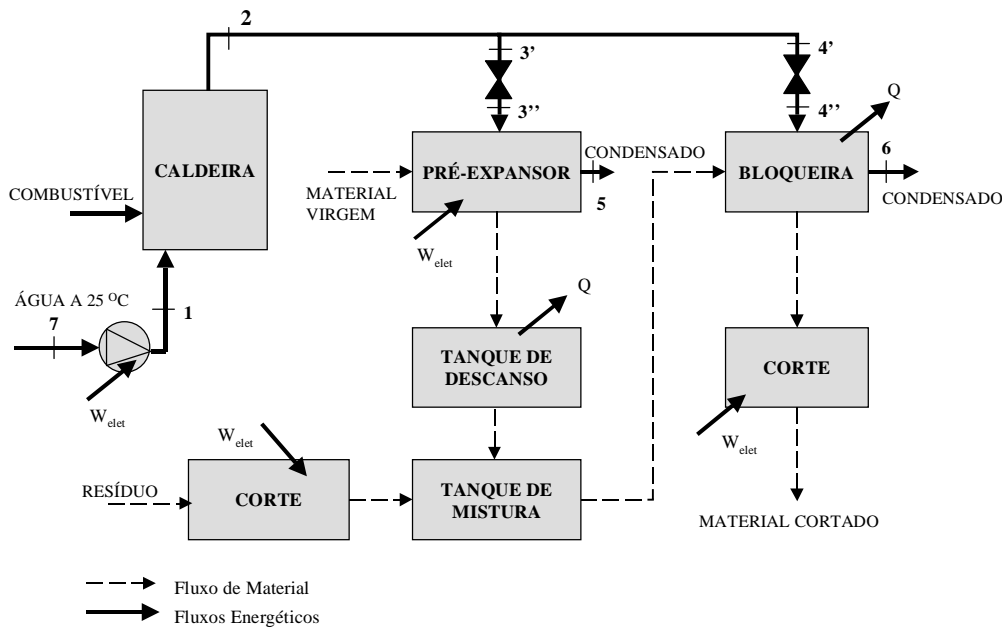 2
3’
4’
3’’
4’’
Q
CALDEIRA
COMBUSTÍVEL
MATERIAL
VIRGEM
PRÉ-EXPANSOR
CONDENSADO
5
BLOQUEIRA
6
CONDENSADO
W elet
ÁGUA A 25 ºC
7
1
W elet
Q
TANQUE DE
DESCANSO
CORTE
W elet
W elet
RESÍDUO
CORTE
TANQUE DE
MISTURA
MATERIAL CORTADO
Fluxo de Material
Fluxos Energéticos